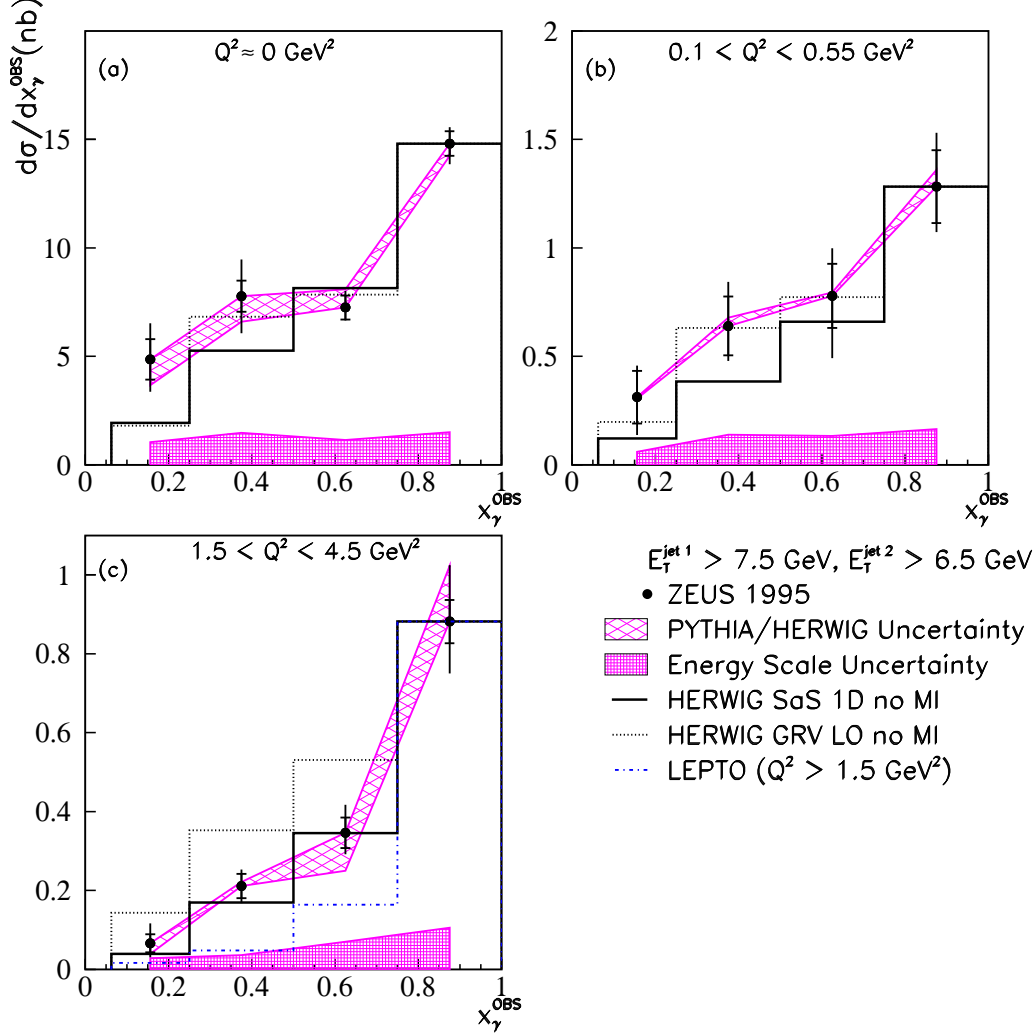 dσ/dxγ^OBS(nb)
(a)
Q² ≈ 0 GeV²
20
15
10
5
0
0 0.2 0.4 0.6 0.8 1
xγ^OBS
(b)
0.1 < Q² < 0.55 GeV²
2
1.5
1
0.5
0
0 0.2 0.4 0.6 0.8 1
xγ^OBS
(c)
1.5 < Q² < 4.5 GeV²
1
0.8
0.6
0.4
0.2
0
0 0.2 0.4 0.6 0.8 1
xγ^OBS
E_T^jet 1 > 7.5 GeV, E_T^jet 2 > 6.5 GeV
ZEUS 1995
PYTHIA/HERWIG Uncertainty
Energy Scale Uncertainty
HERWIG SaS 1D no MI
HERWIG GRV LO no MI
LEPTO (Q² > 1.5 GeV²)